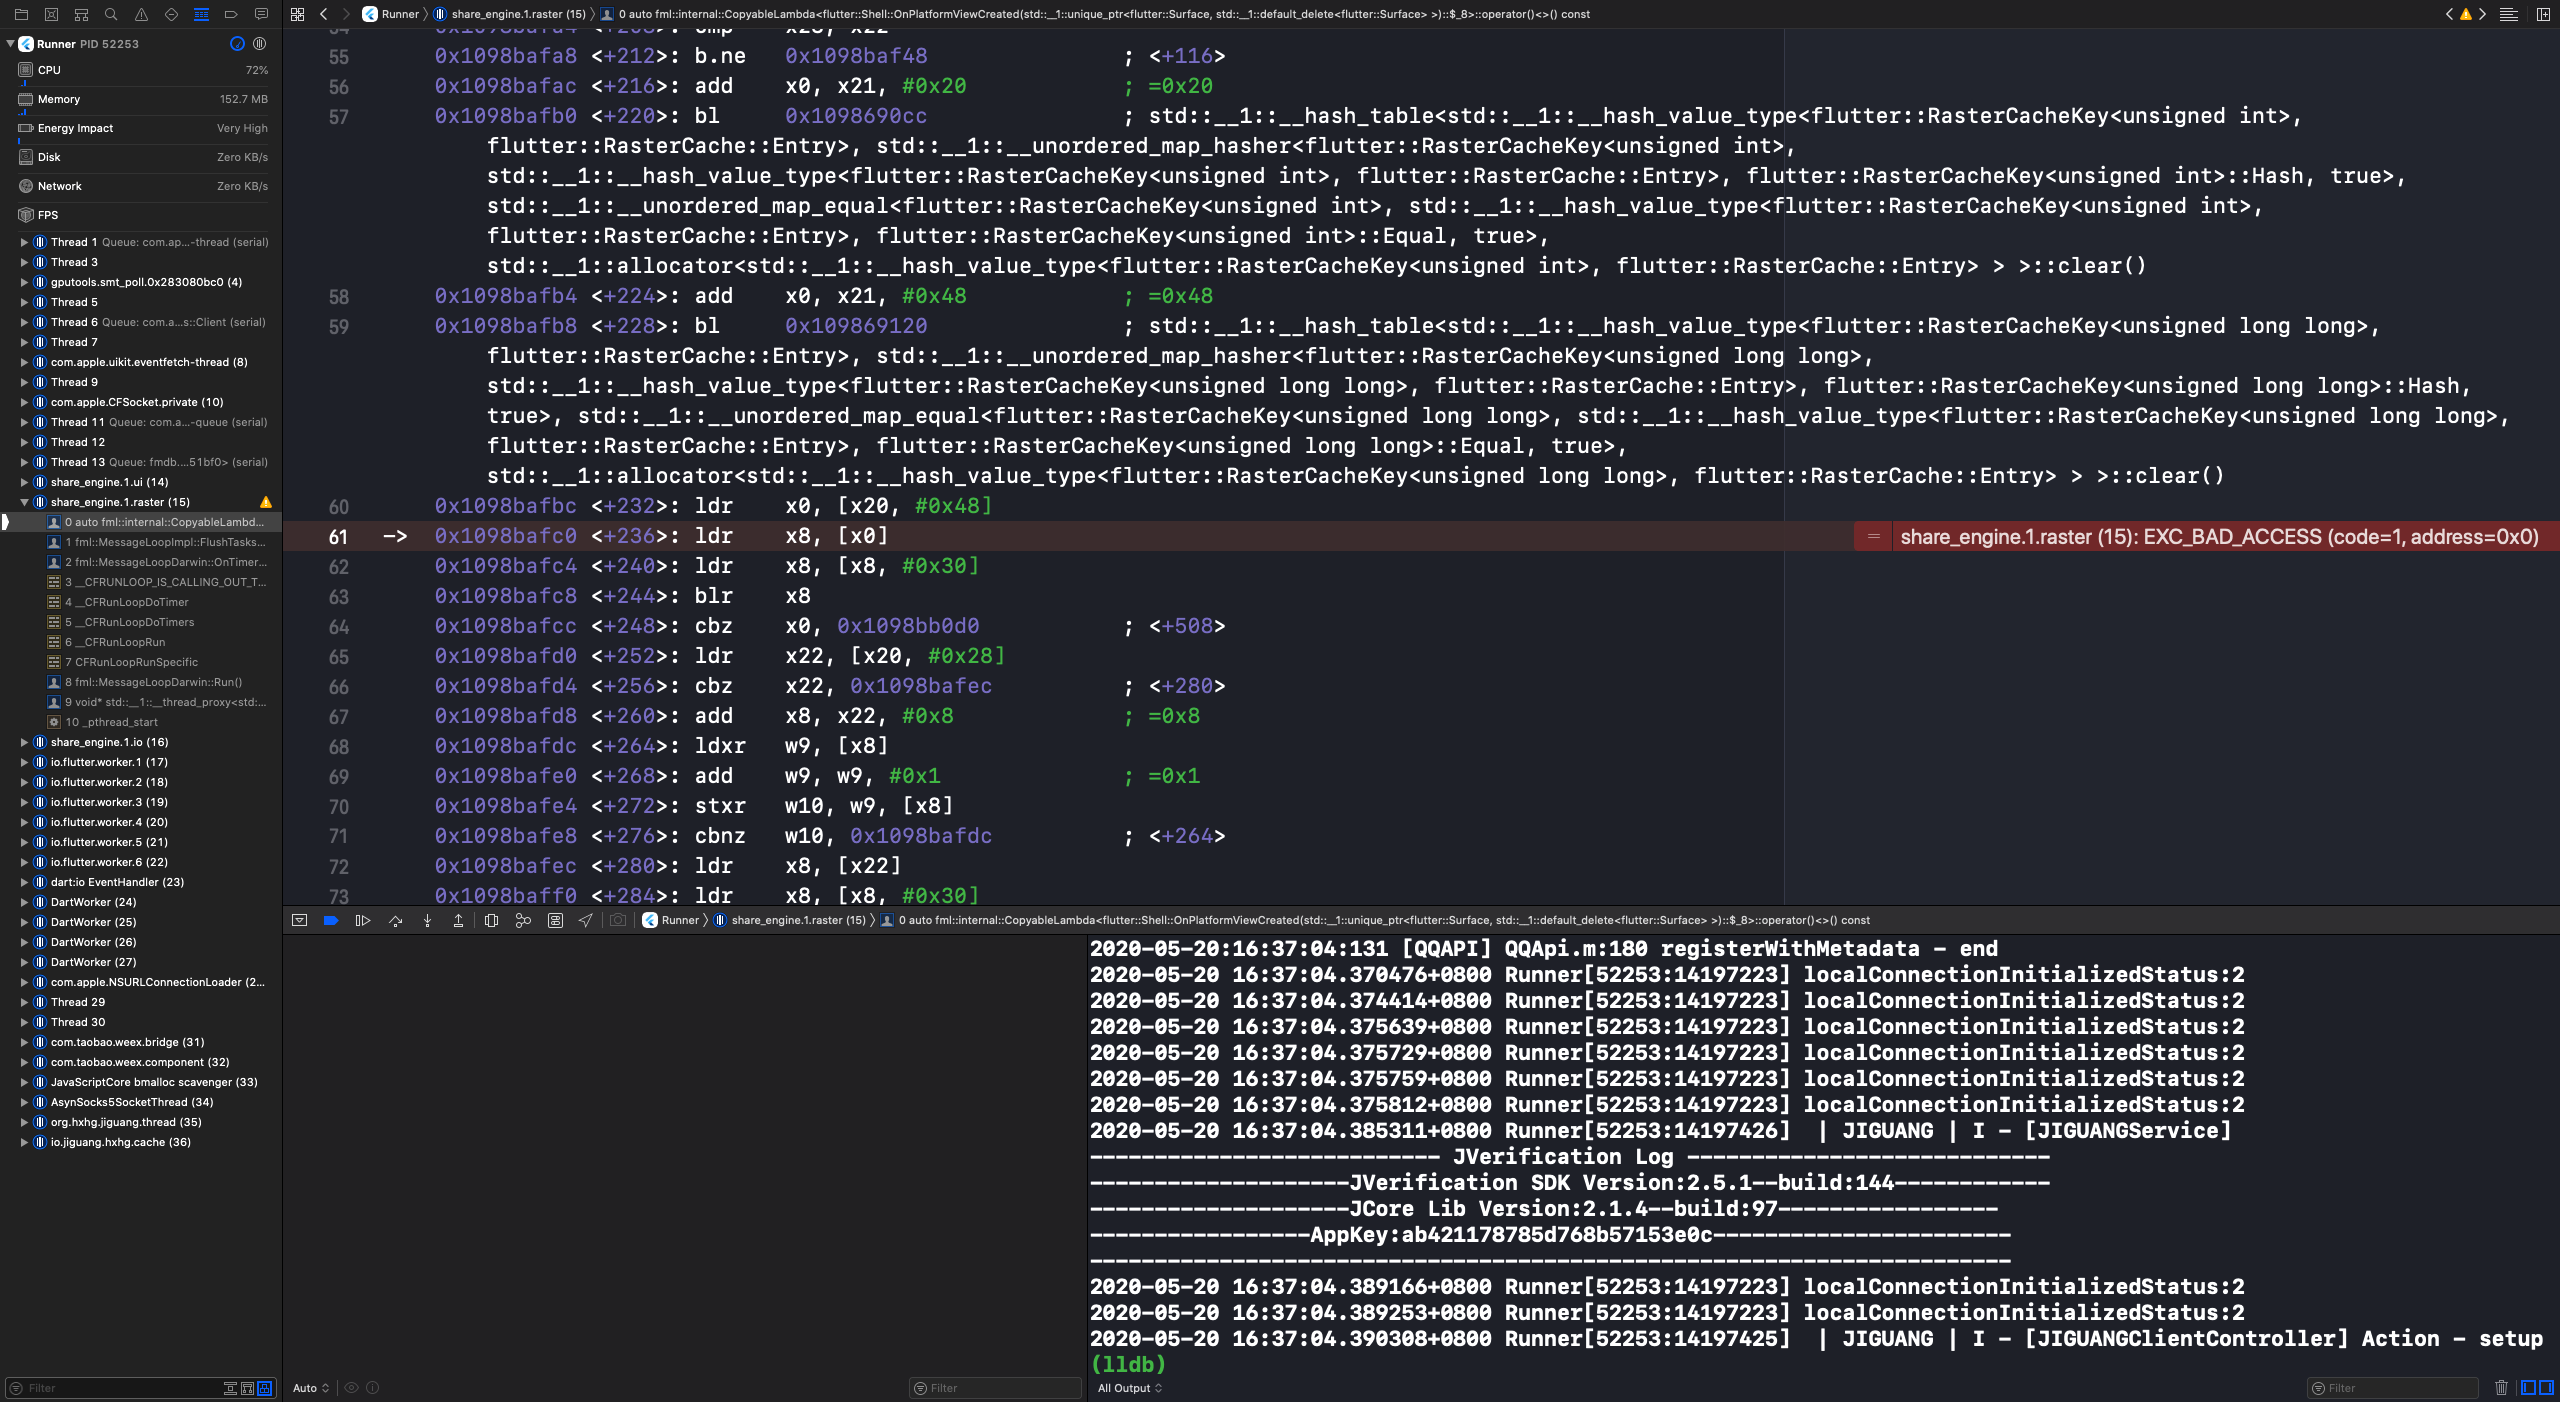 Runner
share_engine.1.raster (15)
0 auto fml::internal::CopyableLambda<flutter::Shell::OnPlatformViewCreated(std::__1::unique_ptr<flutter::Surface, std::__1::default_delete<flutter::Surface> >)::$_8>::operator()<>() const
Runner PID 52253
CPU 72%
Memory 152.7 MB
Energy Impact Very High
Disk Zero KB/s
Network Zero KB/s
FPS
Thread 1 Queue: com.ap...-thread (serial)
Thread 3
gputools.smt_poll.0x283080bc0 (4)
Thread 5
Thread 6 Queue: com.a...s::Client (serial)
Thread 7
com.apple.uikit.eventfetch-thread (8)
Thread 9
com.apple.CFSocket.private (10)
Thread 11 Queue: com.a...-queue (serial)
Thread 12
Thread 13 Queue: fmdb....51bf0> (serial)
share_engine.1.ui (14)
share_engine.1.raster (15)
0 auto fml::internal::CopyableLambd...
1 fml::MessageLoopImpl::FlushTasks...
2 fml::MessageLoopDarwin::OnTimer...
3 __CFRUNLOOP_IS_CALLING_OUT_T...
4 __CFRunLoopDoTimer
5 __CFRunLoopDoTimers
6 __CFRunLoopRun
7 CFRunLoopRunSpecific
8 fml::MessageLoopDarwin::Run()
9 void* std::__1::__thread_proxy<std:...
10 _pthread_start
share_engine.1.io (16)
io.flutter.worker.1 (17)
io.flutter.worker.2 (18)
io.flutter.worker.3 (19)
io.flutter.worker.4 (20)
io.flutter.worker.5 (21)
io.flutter.worker.6 (22)
dart:io EventHandler (23)
DartWorker (24)
DartWorker (25)
DartWorker (26)
DartWorker (27)
com.apple.NSURLConnectionLoader (2...
Thread 29
Thread 30
com.taobao.weex.bridge (31)
com.taobao.weex.component (32)
JavaScriptCore bmalloc scavenger (33)
AsynSocks5SocketThread (34)
org.hxhg.jiguang.thread (35)
io.jiguang.hxhg.cache (36)
Filter
54 0x1098bafa4 <+208>: cmp x28, x22
55 0x1098bafa8 <+212>: b.ne 0x1098baf48 ; <+116>
56 0x1098bafac <+216>: add x0, x21, #0x20 ; =0x20
57 0x1098bafb0 <+220>: bl 0x1098690cc ; std::__1::__hash_table<std::__1::__hash_value_type<flutter::RasterCacheKey<unsigned int>,
flutter::RasterCache::Entry>, std::__1::__unordered_map_hasher<flutter::RasterCacheKey<unsigned int>,
std::__1::__hash_value_type<flutter::RasterCacheKey<unsigned int>, flutter::RasterCache::Entry>, flutter::RasterCacheKey<unsigned int>::Hash, true>,
std::__1::__unordered_map_equal<flutter::RasterCacheKey<unsigned int>, std::__1::__hash_value_type<flutter::RasterCacheKey<unsigned int>,
flutter::RasterCache::Entry>, flutter::RasterCacheKey<unsigned int>::Equal, true>,
std::__1::allocator<std::__1::__hash_value_type<flutter::RasterCacheKey<unsigned int>, flutter::RasterCache::Entry> > >::clear()
58 0x1098bafb4 <+224>: add x0, x21, #0x48 ; =0x48
59 0x1098bafb8 <+228>: bl 0x109869120 ; std::__1::__hash_table<std::__1::__hash_value_type<flutter::RasterCacheKey<unsigned long long>,
flutter::RasterCache::Entry>, std::__1::__unordered_map_hasher<flutter::RasterCacheKey<unsigned long long>,
std::__1::__hash_value_type<flutter::RasterCacheKey<unsigned long long>, flutter::RasterCache::Entry>, flutter::RasterCacheKey<unsigned long long>::Hash,
true>, std::__1::__unordered_map_equal<flutter::RasterCacheKey<unsigned long long>, std::__1::__hash_value_type<flutter::RasterCacheKey<unsigned long long>,
flutter::RasterCache::Entry>, flutter::RasterCacheKey<unsigned long long>::Equal, true>,
std::__1::allocator<std::__1::__hash_value_type<flutter::RasterCacheKey<unsigned long long>, flutter::RasterCache::Entry> > >::clear()
60 0x1098bafbc <+232>: ldr x0, [x20, #0x48]
61 -> 0x1098bafc0 <+236>: ldr x8, [x0] = share_engine.1.raster (15): EXC_BAD_ACCESS (code=1, address=0x0)
62 0x1098bafc4 <+240>: ldr x8, [x8, #0x30]
63 0x1098bafc8 <+244>: blr x8
64 0x1098bafcc <+248>: cbz x0, 0x1098bb0d0 ; <+508>
65 0x1098bafd0 <+252>: ldr x22, [x20, #0x28]
66 0x1098bafd4 <+256>: cbz x22, 0x1098bafec ; <+280>
67 0x1098bafd8 <+260>: add x8, x22, #0x8 ; =0x8
68 0x1098bafdc <+264>: ldxr w9, [x8]
69 0x1098bafe0 <+268>: add w9, w9, #0x1 ; =0x1
70 0x1098bafe4 <+272>: stxr w10, w9, [x8]
71 0x1098bafe8 <+276>: cbnz w10, 0x1098bafdc ; <+264>
72 0x1098bafec <+280>: ldr x8, [x22]
73 0x1098baff0 <+284>: ldr x8, [x8, #0x30]
Runner
share_engine.1.raster (15)
0 auto fml::internal::CopyableLambda<flutter::Shell::OnPlatformViewCreated(std::__1::unique_ptr<flutter::Surface, std::__1::default_delete<flutter::Surface> >)::$_8>::operator()<>() const
2020-05-20:16:37:04:131 [QQAPI] QQApi.m:180 registerWithMetadata - end
2020-05-20 16:37:04.370476+0800 Runner[52253:14197223] localConnectionInitializedStatus:2
2020-05-20 16:37:04.374414+0800 Runner[52253:14197223] localConnectionInitializedStatus:2
2020-05-20 16:37:04.375639+0800 Runner[52253:14197223] localConnectionInitializedStatus:2
2020-05-20 16:37:04.375729+0800 Runner[52253:14197223] localConnectionInitializedStatus:2
2020-05-20 16:37:04.375759+0800 Runner[52253:14197223] localConnectionInitializedStatus:2
2020-05-20 16:37:04.375812+0800 Runner[52253:14197223] localConnectionInitializedStatus:2
2020-05-20 16:37:04.385311+0800 Runner[52253:14197426]  | JIGUANG | I - [JIGUANGService]
--------------------------- JVerification Log ----------------------------
--------------------JVerification SDK Version:2.5.1--build:144------------
--------------------JCore Lib Version:2.1.4--build:97-----------------
-----------------AppKey:ab421178785d768b57153e0c-----------------------
-----------------------------------------------------------------------
2020-05-20 16:37:04.389166+0800 Runner[52253:14197223] localConnectionInitializedStatus:2
2020-05-20 16:37:04.389253+0800 Runner[52253:14197223] localConnectionInitializedStatus:2
2020-05-20 16:37:04.390308+0800 Runner[52253:14197425]  | JIGUANG | I - [JIGUANGClientController] Action - setup
(lldb)
Auto
Filter
All Output
Filter